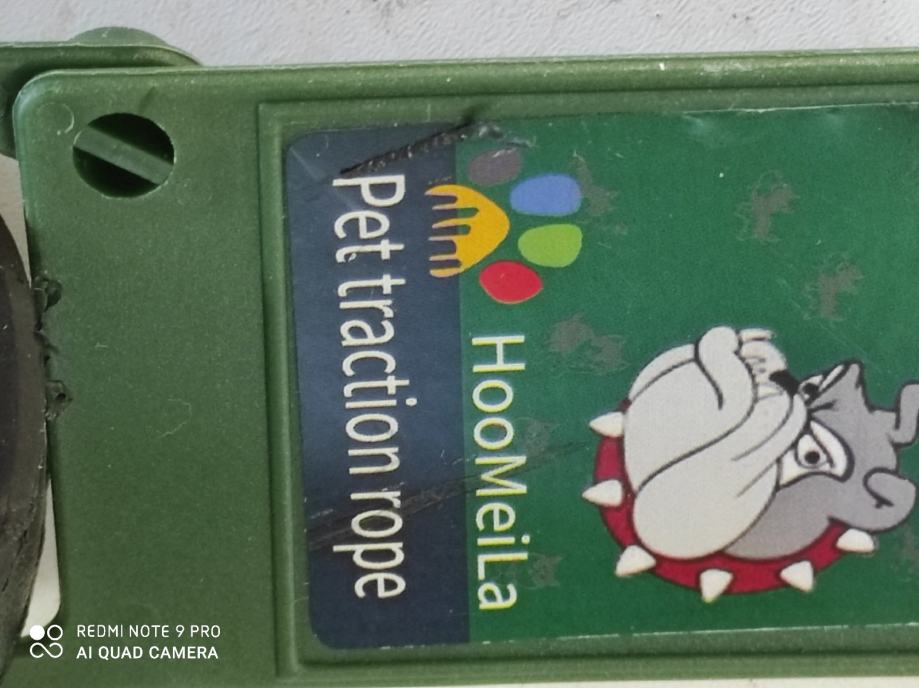 HooMeiLa
Pet traction rope
REDMI NOTE 9 PRO
AI QUAD CAMERA